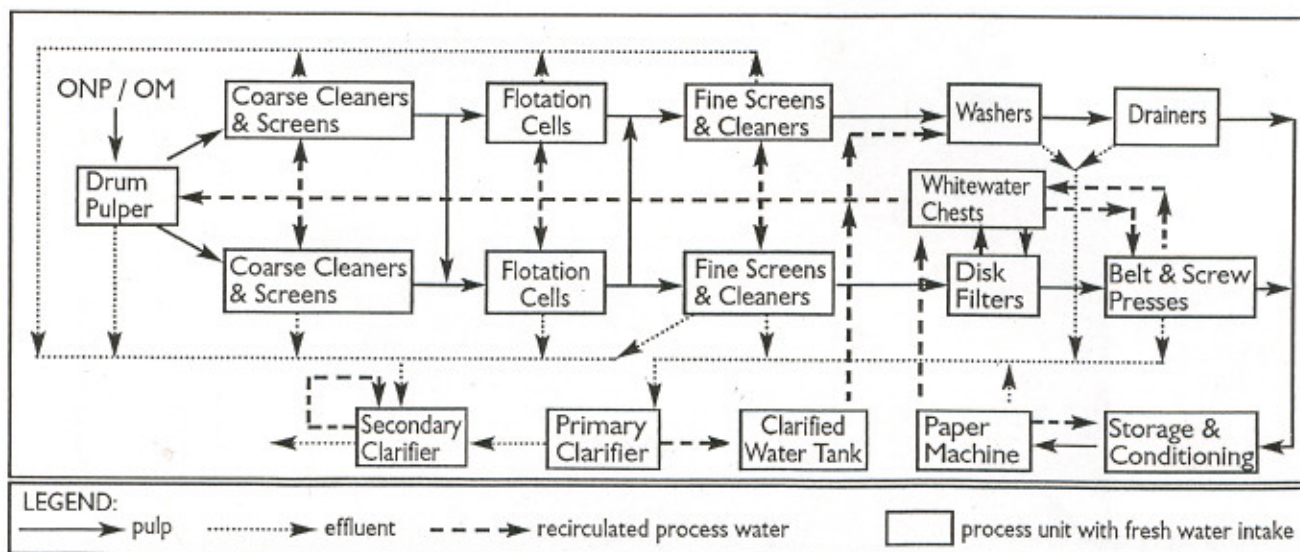 ONP / OM
Coarse Cleaners
& Screens
Flotation
Cells
Fine Screens
& Cleaners
Washers
Drainers
Drum
Pulper
Whitewater
Chests
Coarse Cleaners
& Screens
Flotation
Cells
Fine Screens
& Cleaners
Disk
Filters
Belt & Screw
Presses
Secondary
Clarifier
Primary
Clarifier
Clarified
Water Tank
Paper
Machine
Storage &
Conditioning
LEGEND:
pulp
effluent
recirculated process water
process unit with fresh water intake